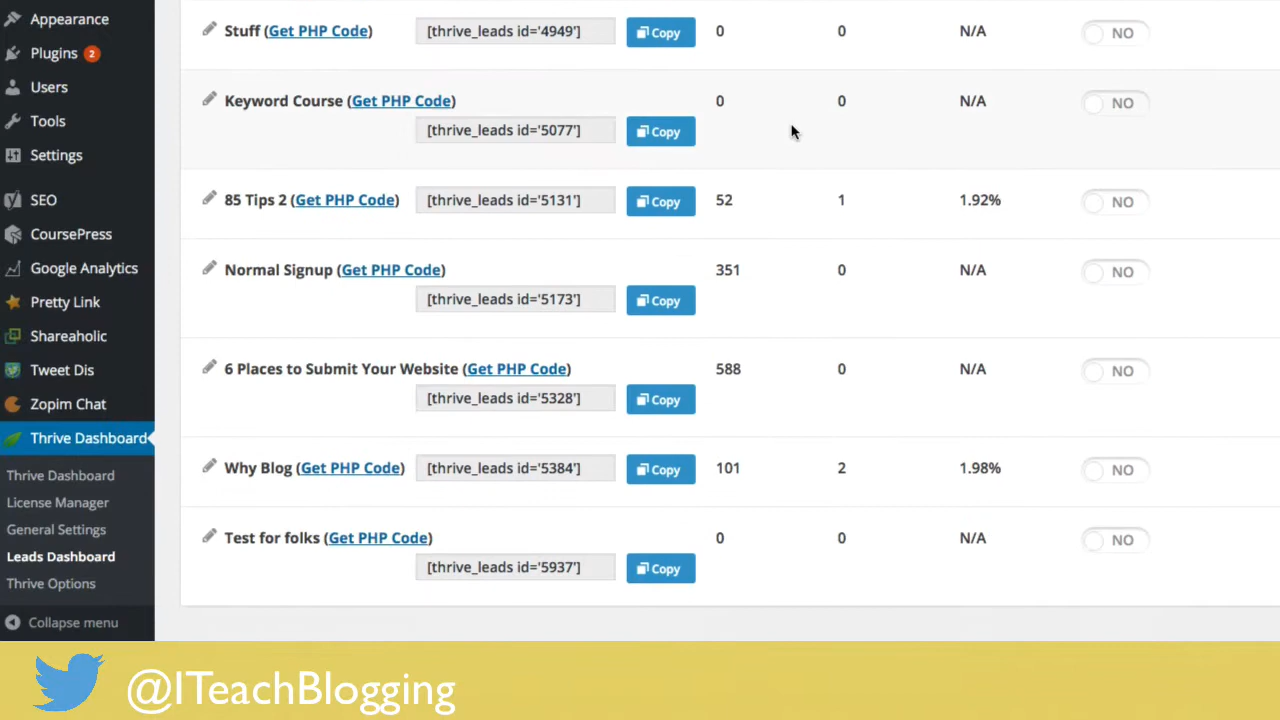 Appearance
Plugins 2
Users
Tools
Settings
SEO
CoursePress
Google Analytics
Pretty Link
Shareaholic
Tweet Dis
Zopim Chat
Thrive Dashboard
Thrive Dashboard
License Manager
General Settings
Leads Dashboard
Thrive Options
Collapse menu
Stuff (Get PHP Code) [thrive_leads id='4949'] Copy 0 0 N/A NO
Keyword Course (Get PHP Code) 0 0 N/A NO
[thrive_leads id='5077'] Copy
85 Tips 2 (Get PHP Code) [thrive_leads id='5131'] Copy 52 1 1.92% NO
Normal Signup (Get PHP Code) 351 0 N/A NO
[thrive_leads id='5173'] Copy
6 Places to Submit Your Website (Get PHP Code) 588 0 N/A NO
[thrive_leads id='5328'] Copy
Why Blog (Get PHP Code) [thrive_leads id='5384'] Copy 101 2 1.98% NO
Test for folks (Get PHP Code) 0 0 N/A NO
[thrive_leads id='5937'] Copy
@ITeachBlogging